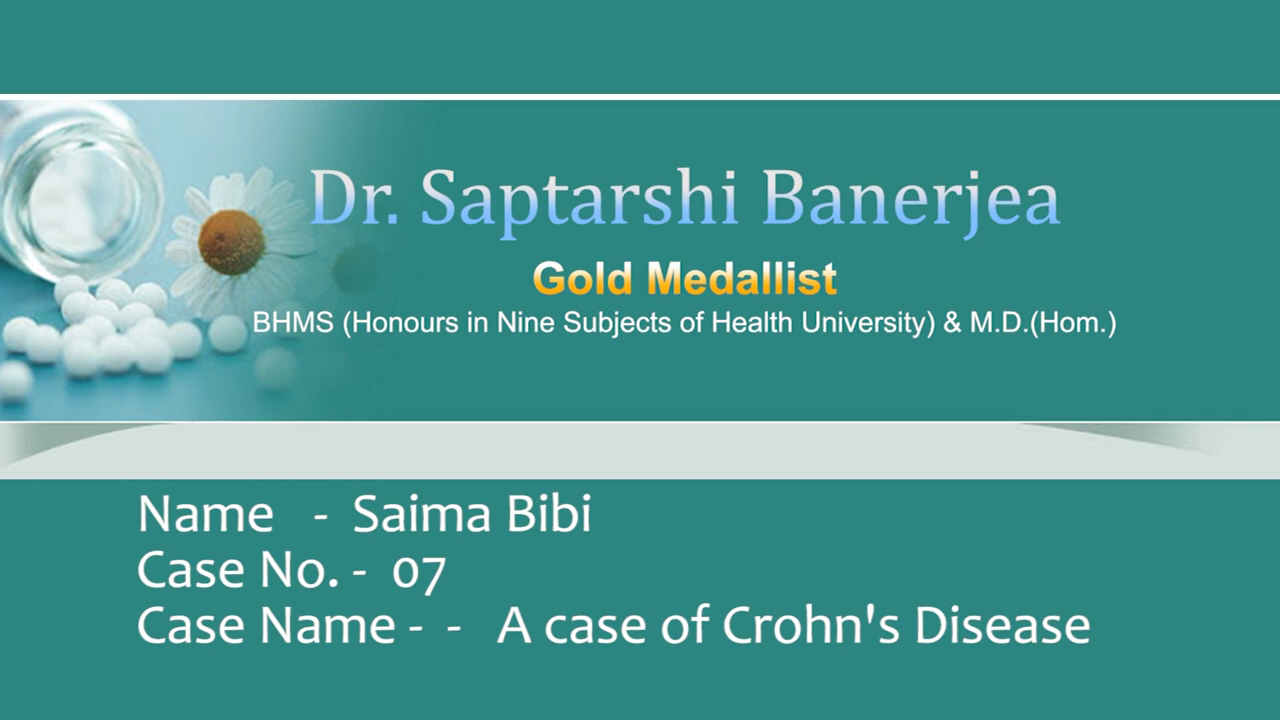 Dr. Saptarshi Banerjea
Gold Medallist
BHMS (Honours in Nine Subjects of Health University) & M.D.(Hom.)
Name - Saima Bibi
Case No. - 07
Case Name - - A case of Crohn's Disease